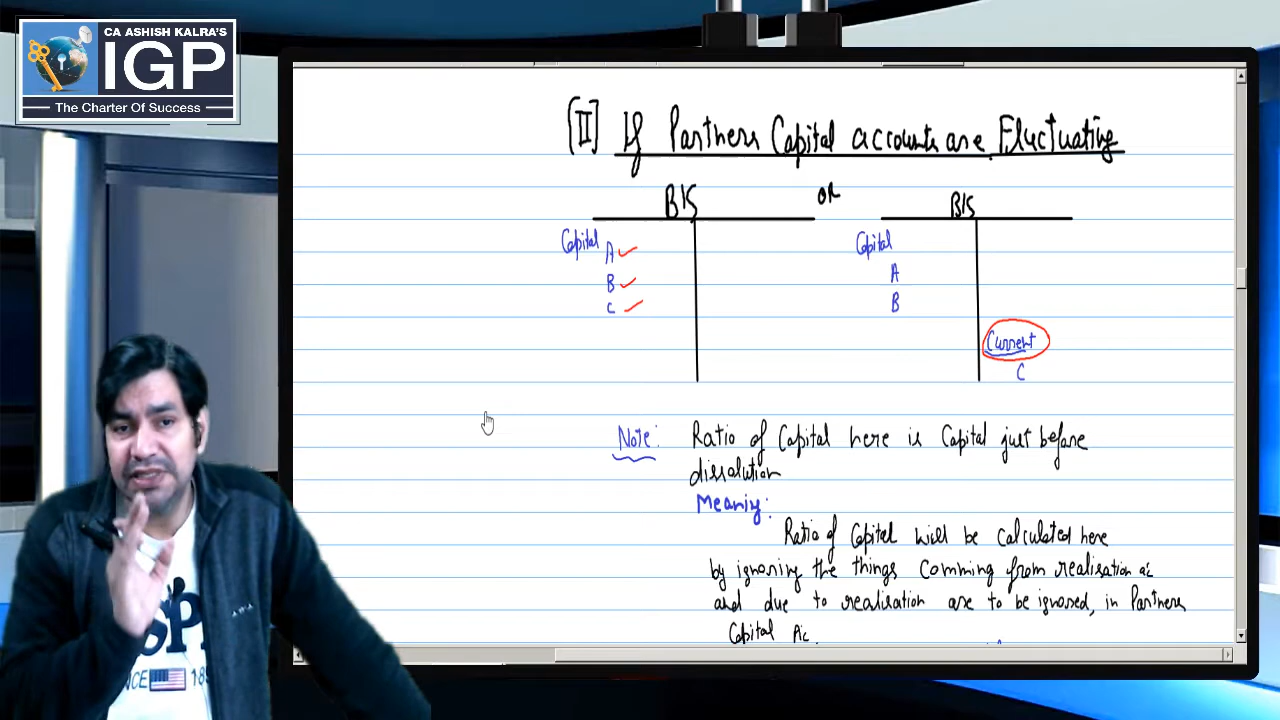 CA ASHISH KALRA'S
IGP
The Charter Of Success
[II] If Partners Capital accounts are Fluctuating
B/S OR B/S
Capital Capital
A A
B B
C
Current
C
Note: Ratio of Capital here is Capital just before
dissolution
Meaning:
Ratio of Capital will be calculated here
by ignoring the things Comming from realisation a/c
and due to realisation are to be ignored, in Partners
Capital A/c.